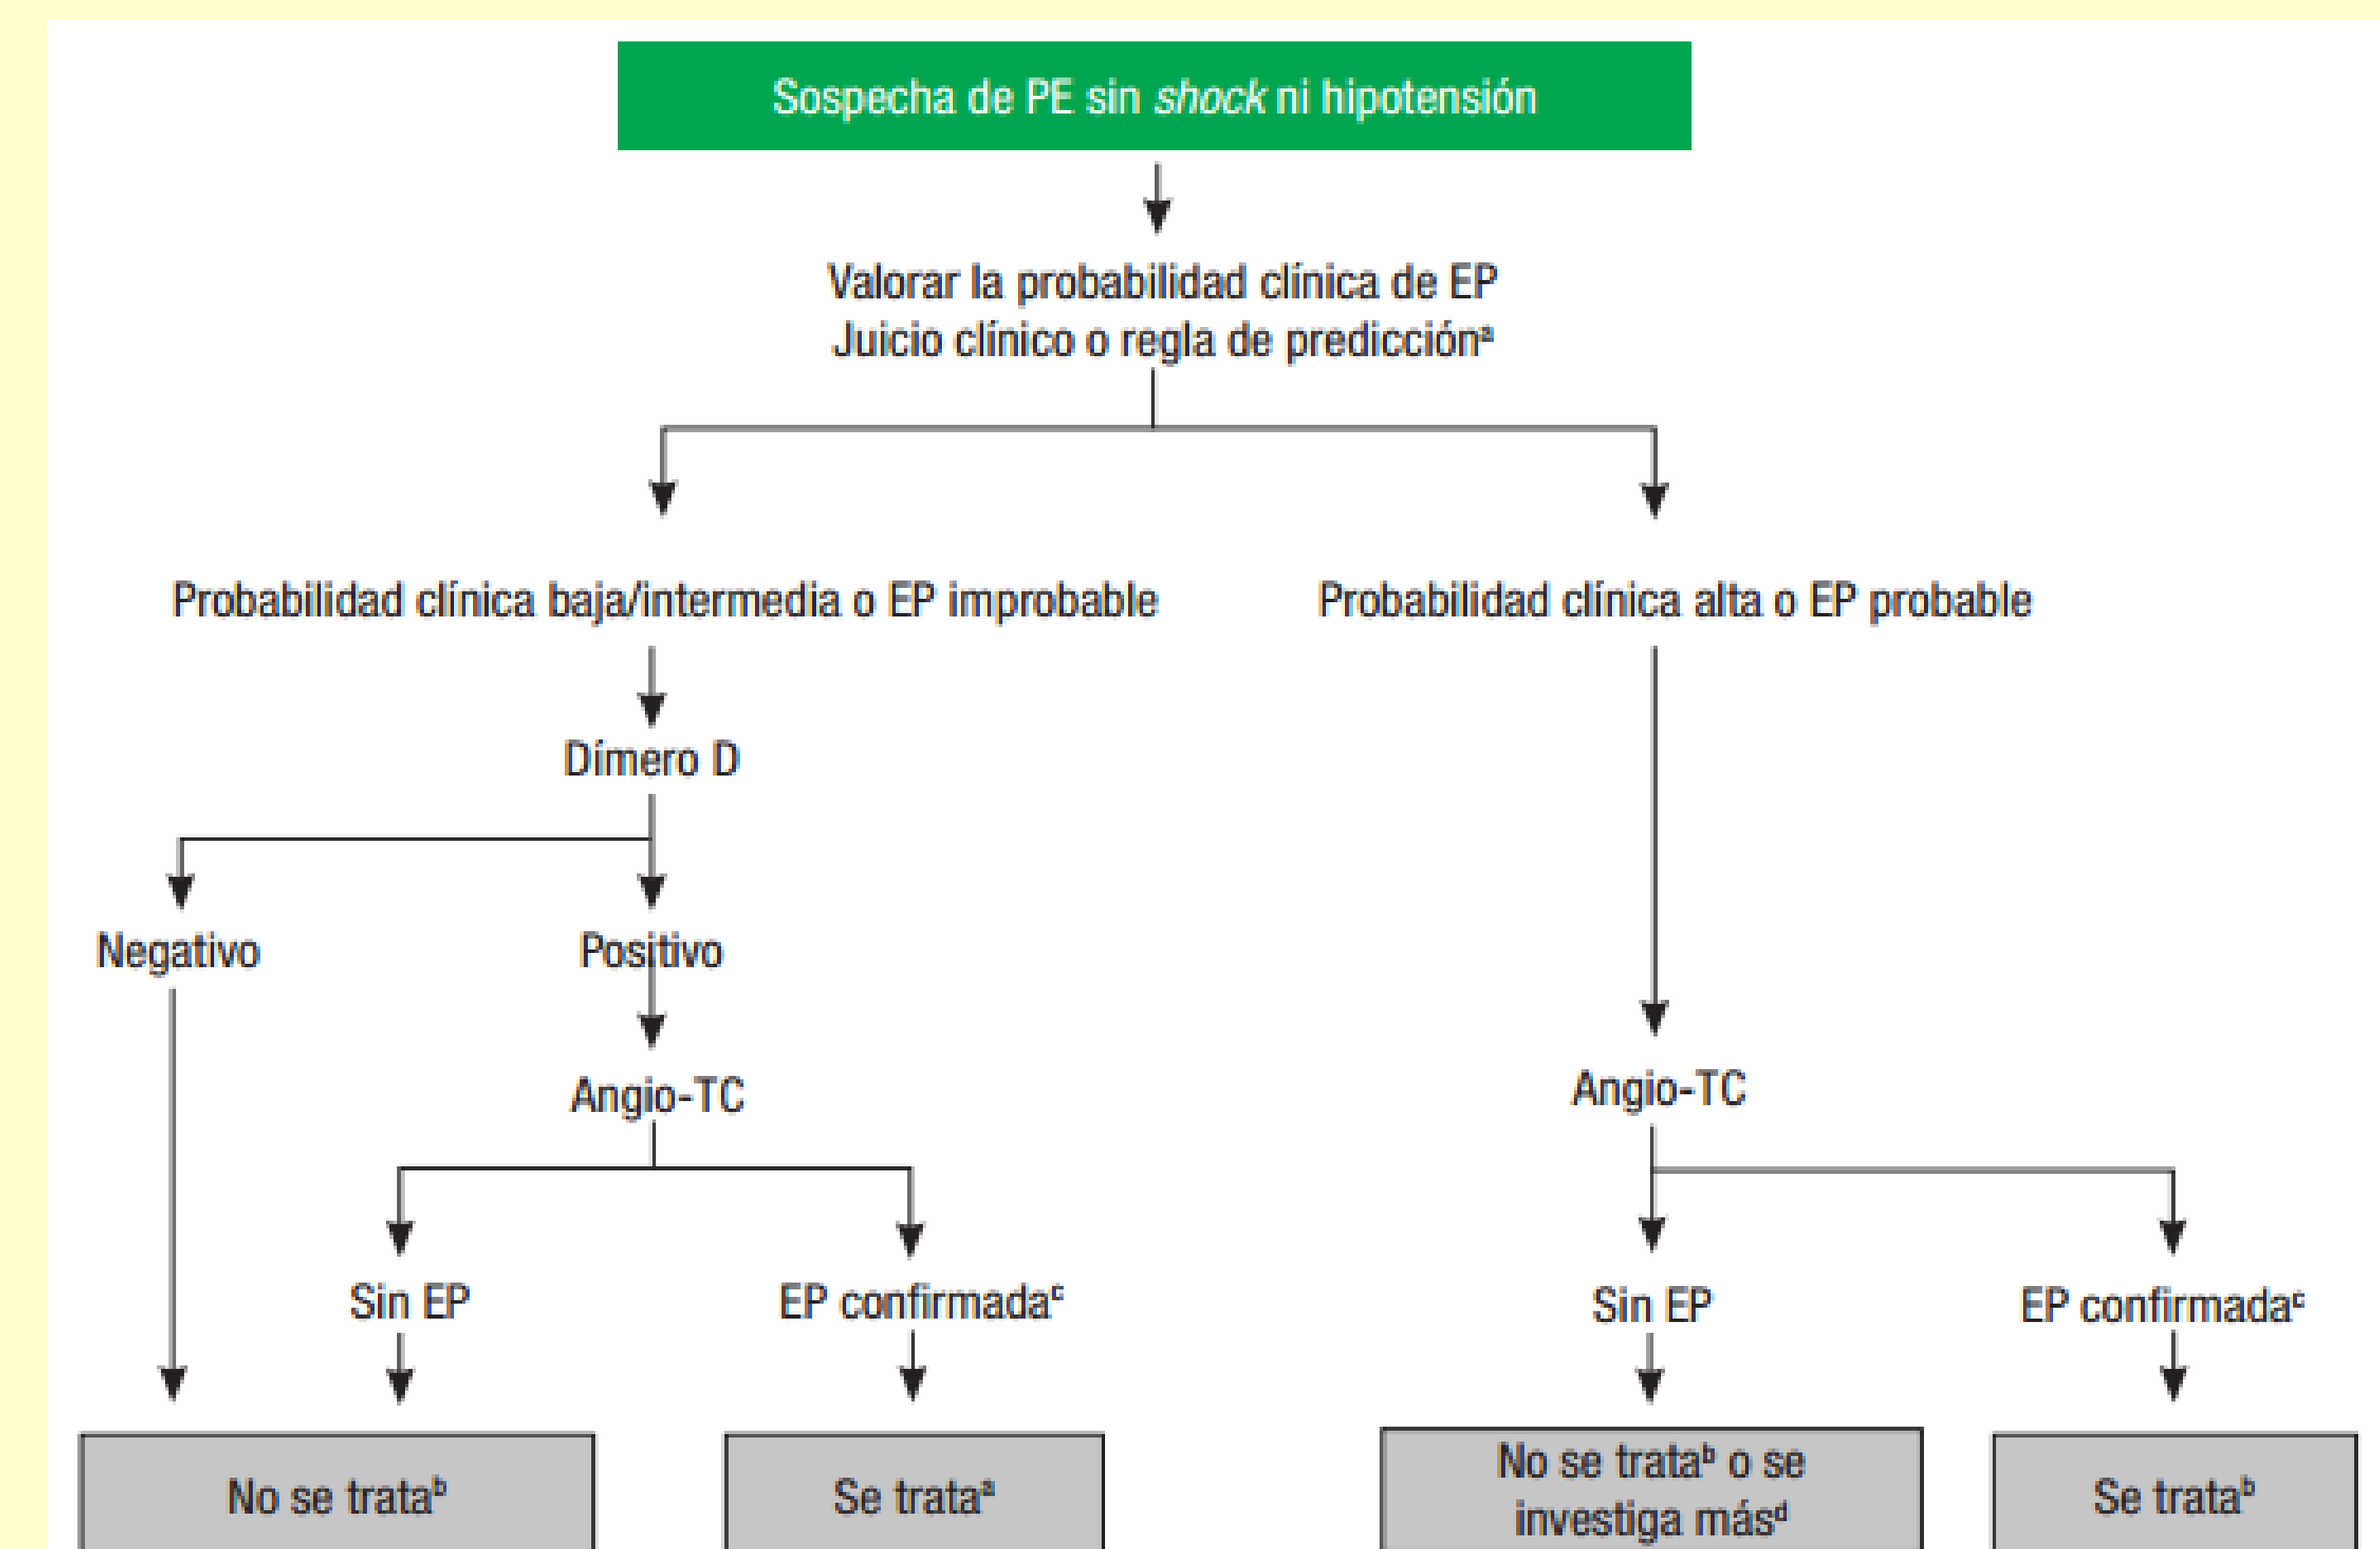 Sospecha de PE sin shock ni hipotensión
Valorar la probabilidad clínica de EP
Juicio clínico o regla de predicciónᵃ
Probabilidad clínica baja/intermedia o EP improbable
Probabilidad clínica alta o EP probable
Dímero D
Negativo
Positivo
Angio-TC
Angio-TC
Sin EP
EP confirmadaᶜ
Sin EP
EP confirmadaᶜ
No se trataᵇ
Se trataᵃ
No se trataᵇ o se
investiga másᵈ
Se trataᵇ